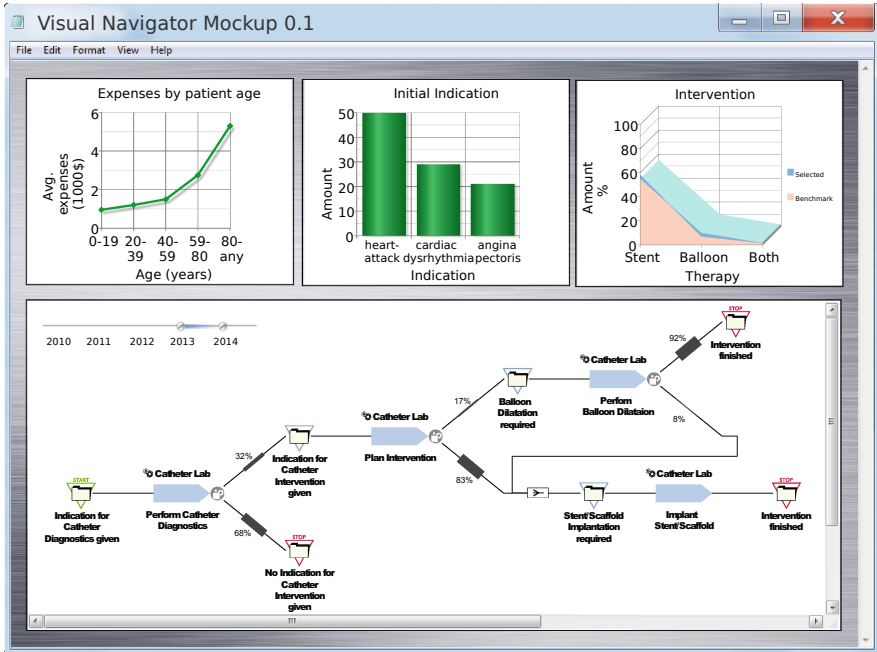 Visual Navigator Mockup 0.1
File Edit Format View Help
Expenses by patient age
6
4
2
0
Avg.
expenses
(1000$)
0-19 20- 40- 59- 80-
39 59 80 any
Age (years)
Initial Indication
50
40
30
20
10
0
Amount
heart- cardiac angina
attack dysrhythmia pectoris
Indication
Intervention
100
80
60
40
20
0
Amount
%
Stent Balloon Both
Therapy
Selected
Benchmark
2010 2011 2012 2013 2014
START
Indication for
Catheter
Diagnostics given
Catheter Lab
Perform Catheter
Diagnostics
32%
68%
Indication for
Catheter
Intervention
given
STOP
No Indication for
Catheter
Intervention
given
Catheter Lab
Plan Intervention
17%
83%
Balloon
Dilatation
required
Catheter Lab
Perfom
Balloon Dilataion
92%
8%
STOP
Intervention
finished
Stent/Scaffold
Implantation
required
Catheter Lab
Implant
Stent/Scaffold
STOP
Intervention
finished